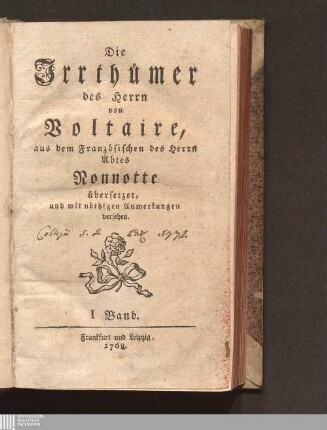 Die
Irrthümer
des Herrn
von
Voltaire,
aus dem Französischen des Herrn
Abtes
Nonnotte
übersetzet,
und mit nöthigen Anmerkungen
versehen.
I Band.
Frankfurt und Leipzig,
1768.